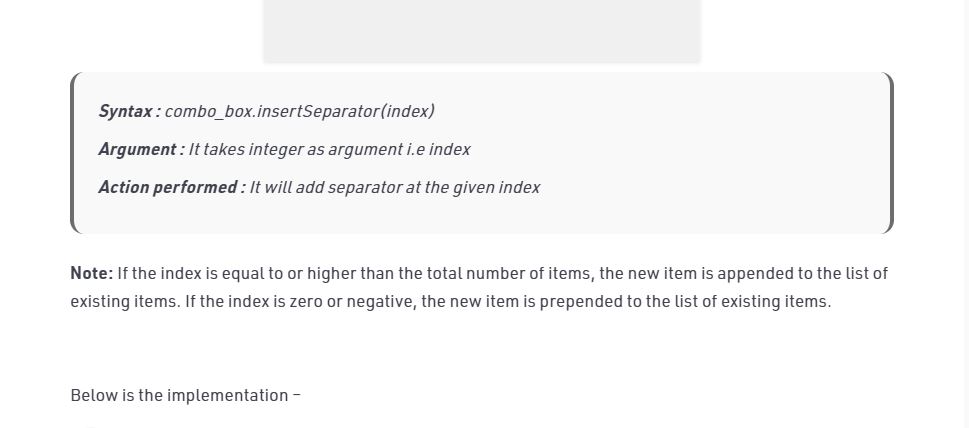 Syntax : combo_box.insertSeparator(index)
Argument : It takes integer as argument i.e index
Action performed : It will add separator at the given index
Note: If the index is equal to or higher than the total number of items, the new item is appended to the list of
existing items. If the index is zero or negative, the new item is prepended to the list of existing items.
Below is the implementation –